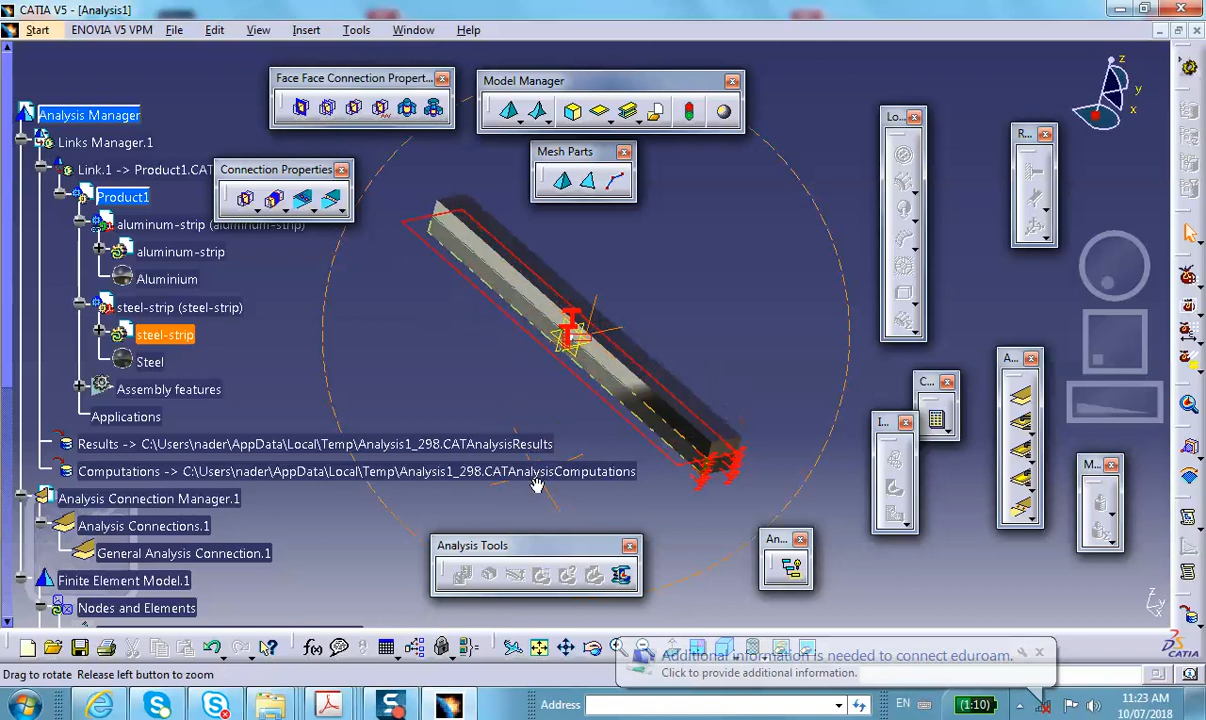 CATIA V5 - [Analysis1]
Start ENOVIA V5 VPM File Edit View Insert Tools Window Help
Face Face Connection Propert...
Model Manager
Lo...
R...
z
y
x
Analysis Manager
Links Manager.1
Mesh Parts
Link.1 -> Product1.CAT
Connection Properties
Product1
aluminum-strip (aluminum-strip)
aluminum-strip
Aluminium
steel-strip (steel-strip)
steel-strip
Steel
A...
C...
Assembly features
Applications
I...
Results -> C:\Users\nader\AppData\Local\Temp\Analysis1_298.CATAnalysisResults
Computations -> C:\Users\nader\AppData\Local\Temp\Analysis1_298.CATAnalysisComputations
M...
Analysis Connection Manager.1
Analysis Connections.1
Analysis Tools
An...
General Analysis Connection.1
Finite Element Model.1
Nodes and Elements
f(x)
Additional information is needed to connect eduroam.
Click to provide additional information.
CATIA
Drag to rotate Release left button to zoom
Address
EN
(1:10)
11:23 AM
10/07/2018